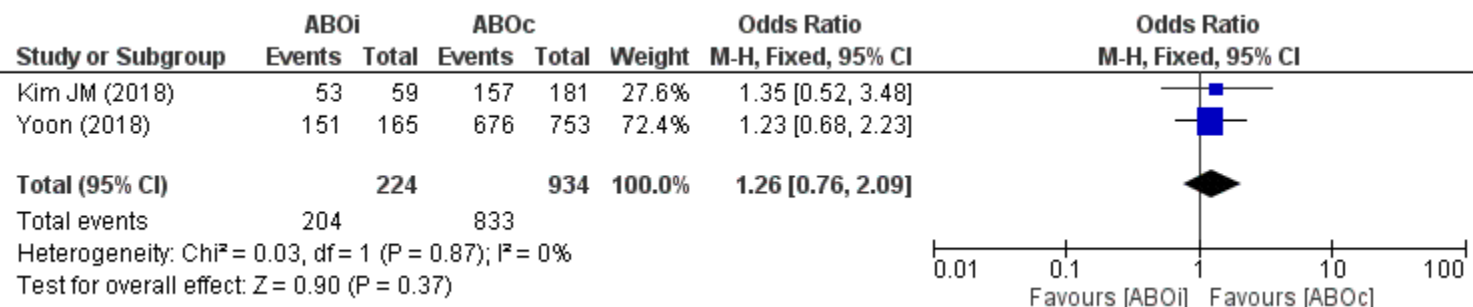 ABOi ABOc Odds Ratio Odds Ratio
Study or Subgroup Events Total Events Total Weight M-H, Fixed, 95% CI M-H, Fixed, 95% CI
Kim JM (2018) 53 59 157 181 27.6% 1.35 [0.52, 3.48]
Yoon (2018) 151 165 676 753 72.4% 1.23 [0.68, 2.23]
Total (95% CI) 224 934 100.0% 1.26 [0.76, 2.09]
Total events 204 833
Heterogeneity: Chi² = 0.03, df = 1 (P = 0.87); I² = 0%
Test for overall effect: Z = 0.90 (P = 0.37)
0.01 0.1 1 10 100
Favours [ABOi] Favours [ABOc]